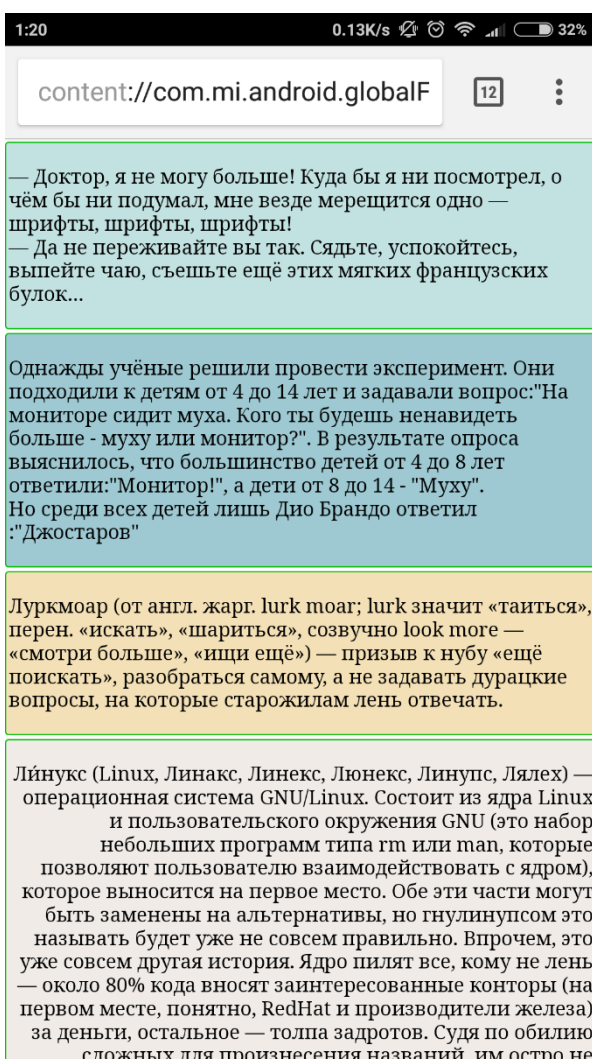 1:20 0.13K/s 32%
content://com.mi.android.globalF 12
— Доктор, я не могу больше! Куда бы я ни посмотрел, о
чём бы ни подумал, мне везде мерещится одно —
шрифты, шрифты, шрифты!
— Да не переживайте вы так. Сядьте, успокойтесь,
выпейте чаю, съешьте ещё этих мягких французских
булок...
Однажды учёные решили провести эксперимент. Они
подходили к детям от 4 до 14 лет и задавали вопрос:"На
мониторе сидит муха. Кого ты будешь ненавидеть
больше - муху или монитор?". В результате опроса
выяснилось, что большинство детей от 4 до 8 лет
ответили:"Монитор!", а дети от 8 до 14 - "Муху".
Но среди всех детей лишь Дио Брандо ответил
:"Джостаров"
Луркмоар (от англ. жарг. lurk moar; lurk значит «таиться»,
перен. «искать», «шариться», созвучно look more —
«смотри больше», «ищи ещё») — призыв к нубу «ещё
поискать», разобраться самому, а не задавать дурацкие
вопросы, на которые старожилам лень отвечать.
Ли́нукс (Linux, Линакс, Линекс, Люнекс, Линупс, Лялех) —
операционная система GNU/Linux. Состоит из ядра Linux
и пользовательского окружения GNU (это набор
небольших программ типа rm или man, которые
позволяют пользователю взаимодействовать с ядром),
которое выносится на первое место. Обе эти части могут
быть заменены на альтернативы, но гнулинупсом это
называть будет уже не совсем правильно. Впрочем, это
уже совсем другая история. Ядро пилят все, кому не лень
— около 80% кода вносят заинтересованные конторы (на
первом месте, понятно, RedHat и производители железа)
за деньги, остальное — толпа задротов. Судя по обилию
сложных для произнесения названий, им остро не